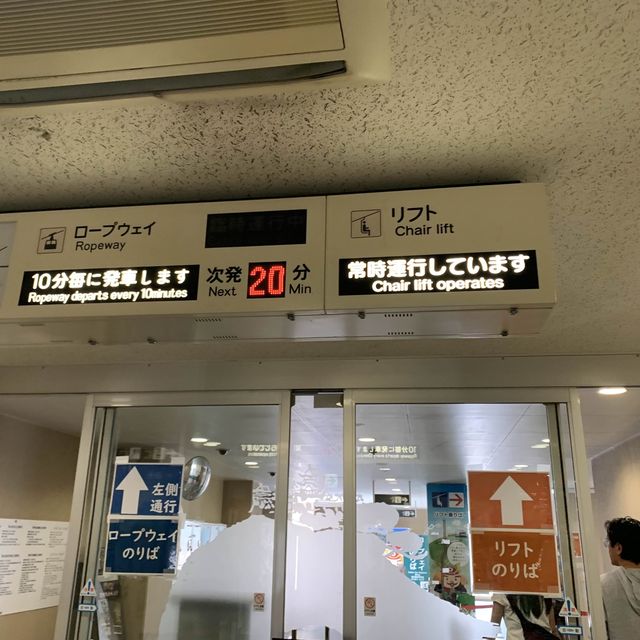 ロープウェイ
Ropeway
10分毎に発車します
Ropeway departs every 10minutes
次発 20 分
Next Min
リフト
Chair lift
常時運行しています
Chair lift operates
左側
通行
ロープウェイ
のりば
リフト
のりば